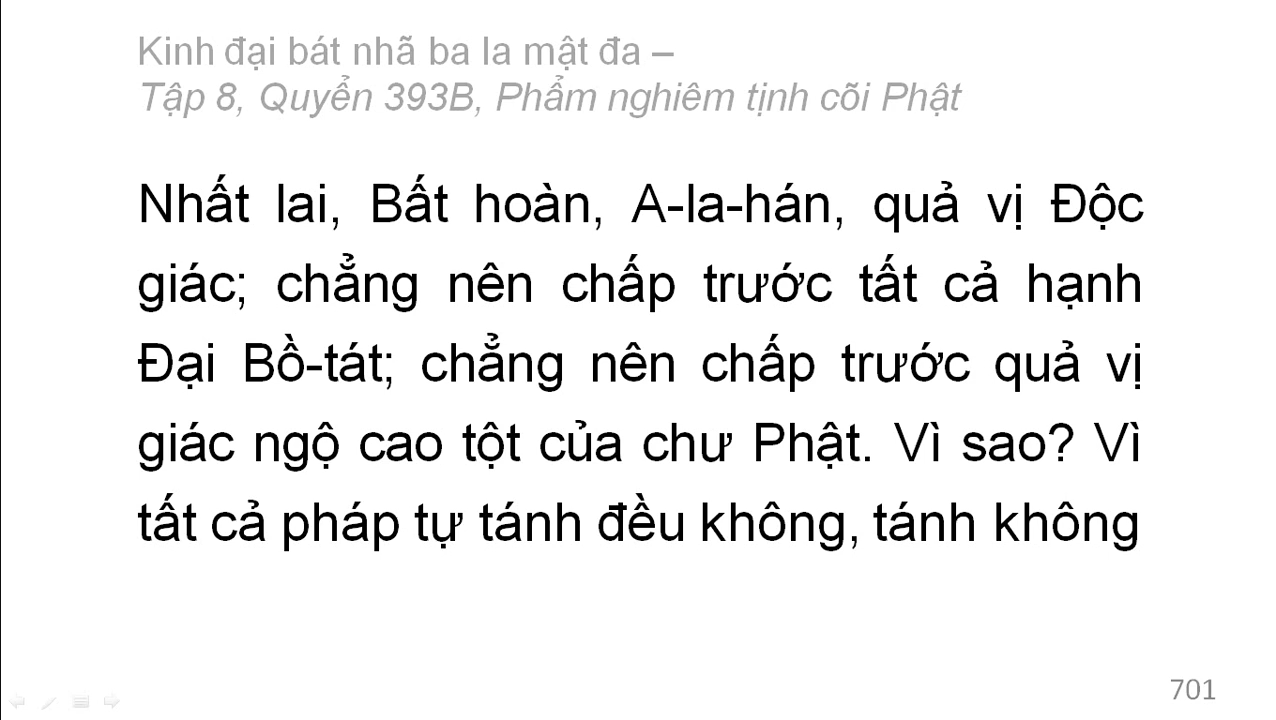 Kinh đại bát nhã ba la mật đa –
Tập 8, Quyển 393B, Phẩm nghiêm tịnh cõi Phật
Nhất lai, Bất hoàn, A-la-hán, quả vị Độc
giác; chẳng nên chấp trước tất cả hạnh
Đại Bồ-tát; chẳng nên chấp trước quả vị
giác ngộ cao tột của chư Phật. Vì sao? Vì
tất cả pháp tự tánh đều không, tánh không
701